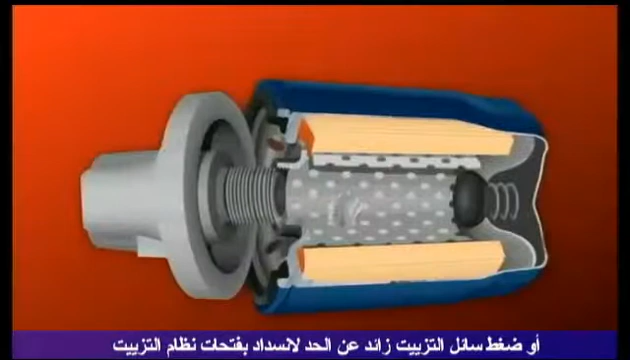 أو ضغط سائل التزييت زائد عن الحد لانسداد بفتحات نظام التزييت